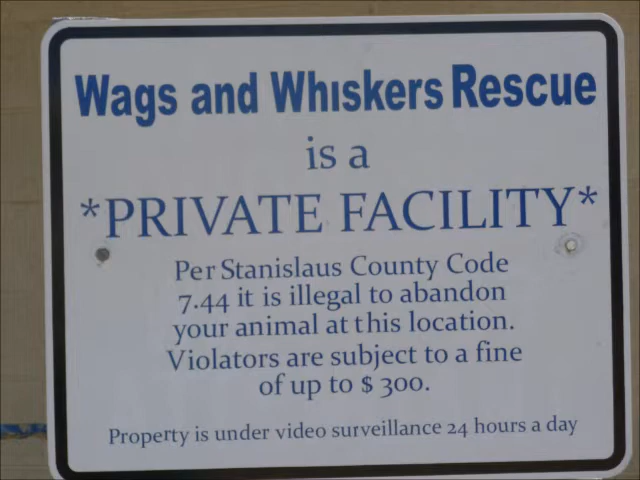 Wags and Whiskers Rescue
is a
*PRIVATE FACILITY*
Per Stanislaus County Code
7.44 it is illegal to abandon
your animal at this location.
Violators are subject to a fine
of up to $ 300.
Property is under video surveillance 24 hours a day